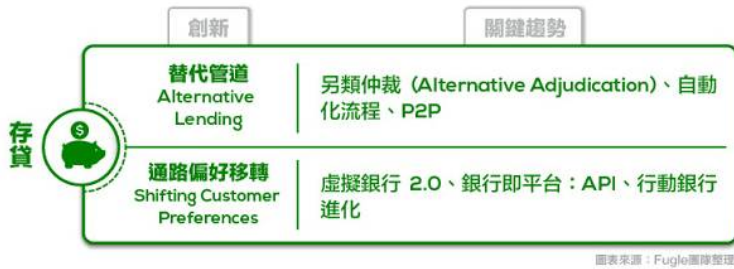 創新
關鍵趨勢
存貸
$
替代管道
Alternative
Lending
另類仲裁 (Alternative Adjudication)、自動
化流程、P2P
通路偏好移轉
Shifting Customer
Preferences
虛擬銀行 2.0、銀行即平台：API、行動銀行
進化
圖表來源：Fugle團隊整理